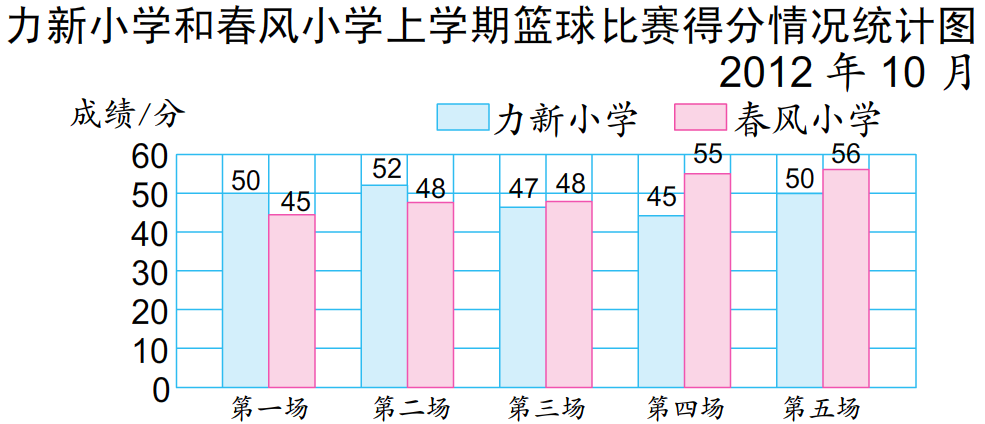 力新小学和春风小学上学期篮球比赛得分情况统计图
2012 年 10 月
成绩/分
力新小学 春风小学
60
50
40
30
20
10
0
50 45 52 48 47 48 45 55 50 56
第一场 第二场 第三场 第四场 第五场